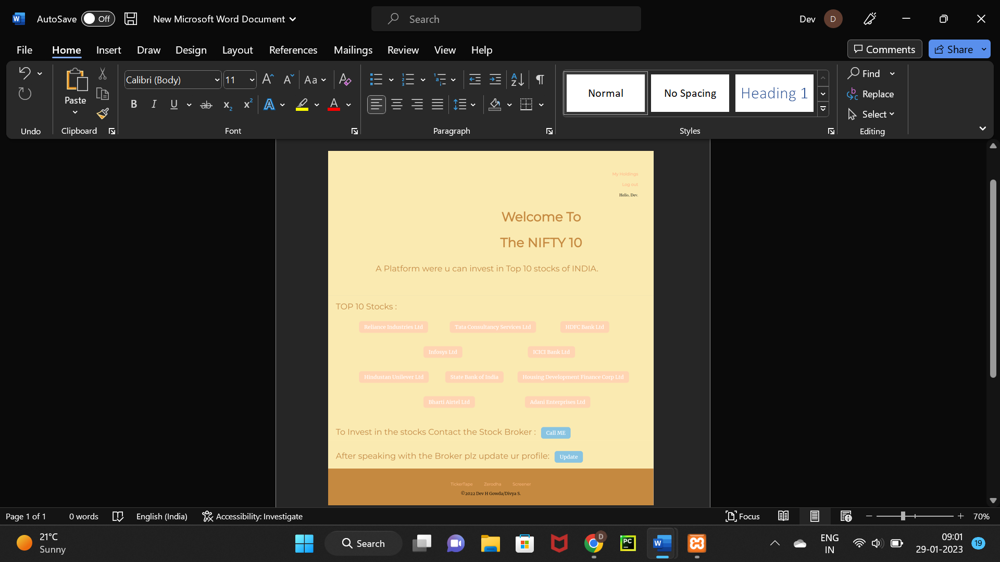 AutoSave Off New Microsoft Word Document Search Dev D
File Home Insert Draw Design Layout References Mailings Review View Help Comments Share
Calibri (Body) 11 Aa Normal No Spacing Heading 1 Find
Paste Replace
Select
Undo Clipboard Font Paragraph Styles Editing
My Holdings
Log out
Hello, Dev.
Welcome To
The NIFTY 10
A Platform were u can invest in Top 10 stocks of INDIA.
TOP 10 Stocks :
Reliance Industries Ltd Tata Consultancy Services Ltd HDFC Bank Ltd
Infosys Ltd ICICI Bank Ltd
Hindustan Unilever Ltd State Bank of India Housing Development Finance Corp Ltd
Bharti Airtel Ltd Adani Enterprises Ltd
To Invest in the stocks Contact the Stock Broker : Call ME
After speaking with the Broker plz update ur profile: Update
TickerTape Zerodha Screener
©2022 Dev H Gowda/Divya S.
Page 1 of 1 0 words English (India) Accessibility: Investigate Focus 70%
21°C
Sunny
Search
ENG
IN
09:01
29-01-2023
19